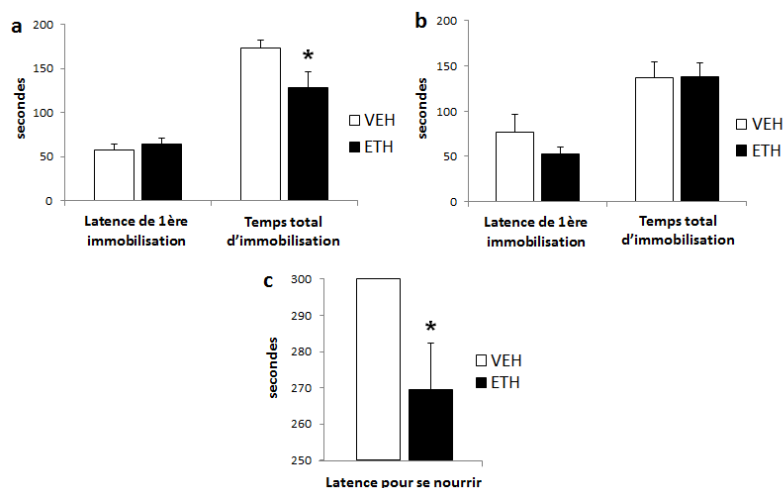 a
200
150
100
50
0
secondes
*
VEH
ETH
Latence de 1ère
immobilisation
Temps total
d'immobilisation
b
200
150
100
50
0
secondes
VEH
ETH
Latence de 1ère
immobilisation
Temps total
d'immobilisation
c
300
290
280
270
260
250
secondes
*
VEH
ETH
Latence pour se nourrir